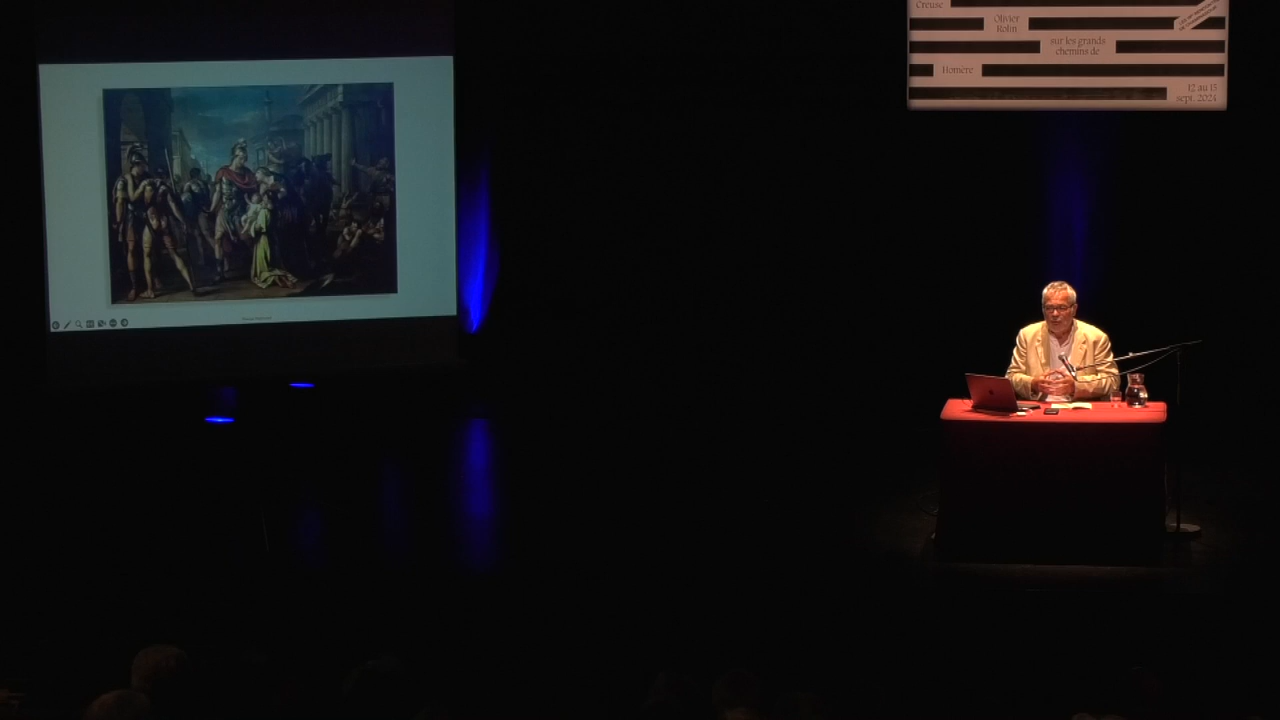 Creuse
Olivier
Rolin
sur les grands
chemins de
Homère
12 au 15
sept. 2024